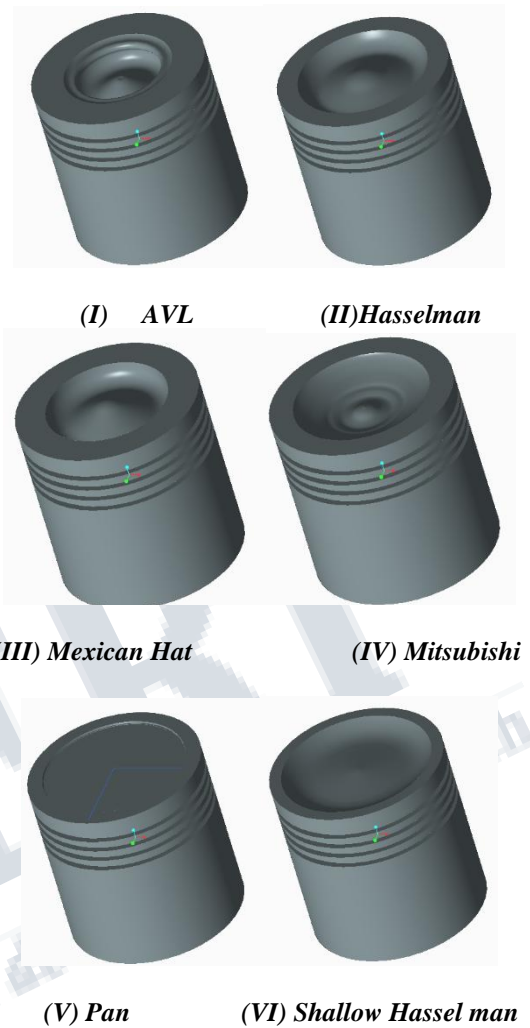 (I) AVL (II)Hasselman
III) Mexican Hat (IV) Mitsubishi
(V) Pan (VI) Shallow Hassel man